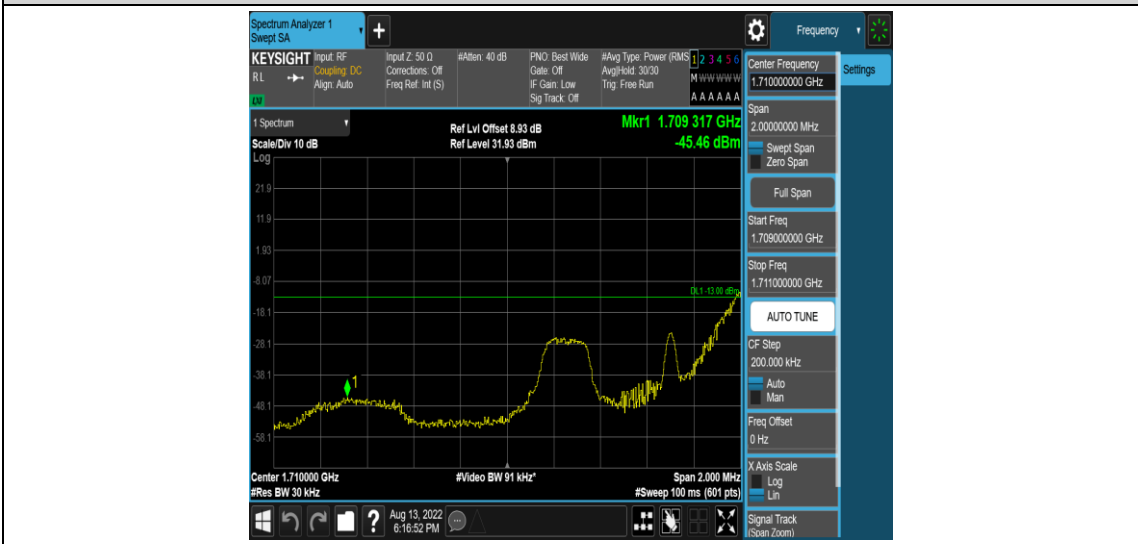 Spectrum Analyzer 1
Swept SA
+
Frequency
KEYSIGHT
RL
LXI
Input: RF
Coupling: DC
Align: Auto
Input Z: 50 Ω
Corrections: Off
Freq Ref: Int (S)
#Atten: 40 dB
PNO: Best Wide
Gate: Off
IF Gain: Low
Sig Track: Off
#Avg Type: Power (RMS
Avg|Hold: 30/30
Trig: Free Run
1 2 3 4 5 6
M W W W W W
A A A A A A
Center Frequency
1.710000000 GHz
Settings
Span
2.00000000 MHz
Swept Span
Zero Span
Full Span
Start Freq
1.709000000 GHz
Stop Freq
1.711000000 GHz
AUTO TUNE
CF Step
200.000 kHz
Auto
Man
Freq Offset
0 Hz
X Axis Scale
Log
Lin
Signal Track
(Span Zoom)
1 Spectrum
Scale/Div 10 dB
Log
Ref Lvl Offset 8.93 dB
Ref Level 31.93 dBm
Mkr1 1.709 317 GHz
-45.46 dBm
21.9
11.9
1.93
-8.07
DL1 -13.00 dBm
-18.1
-28.1
-38.1
1
-48.1
-58.1
Center 1.710000 GHz
#Video BW 91 kHz*
Span 2.000 MHz
#Res BW 30 kHz
#Sweep 100 ms (601 pts)
?
Aug 13, 2022
6:16:52 PM